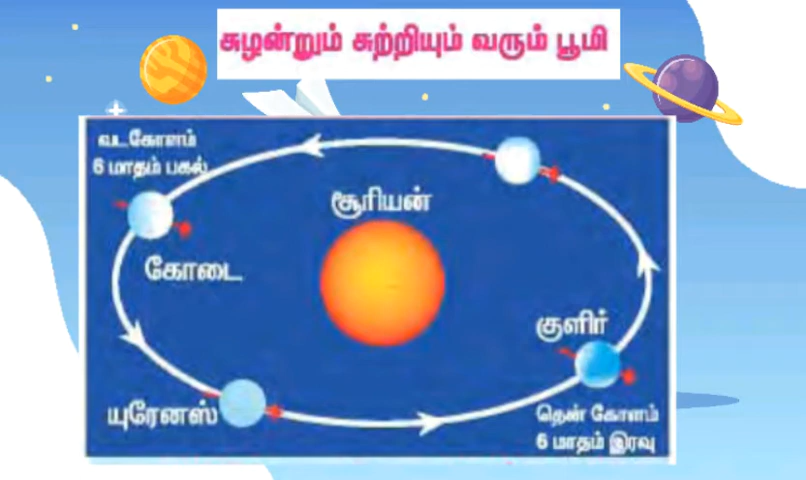 சுழன்றும் சுற்றியும் வரும் பூமி
வடகோளம்
6 மாதம் பகல்
சூரியன்
கோடை
குளிர்
யுரேனஸ்
தென் கோளம்
6 மாதம் இரவு